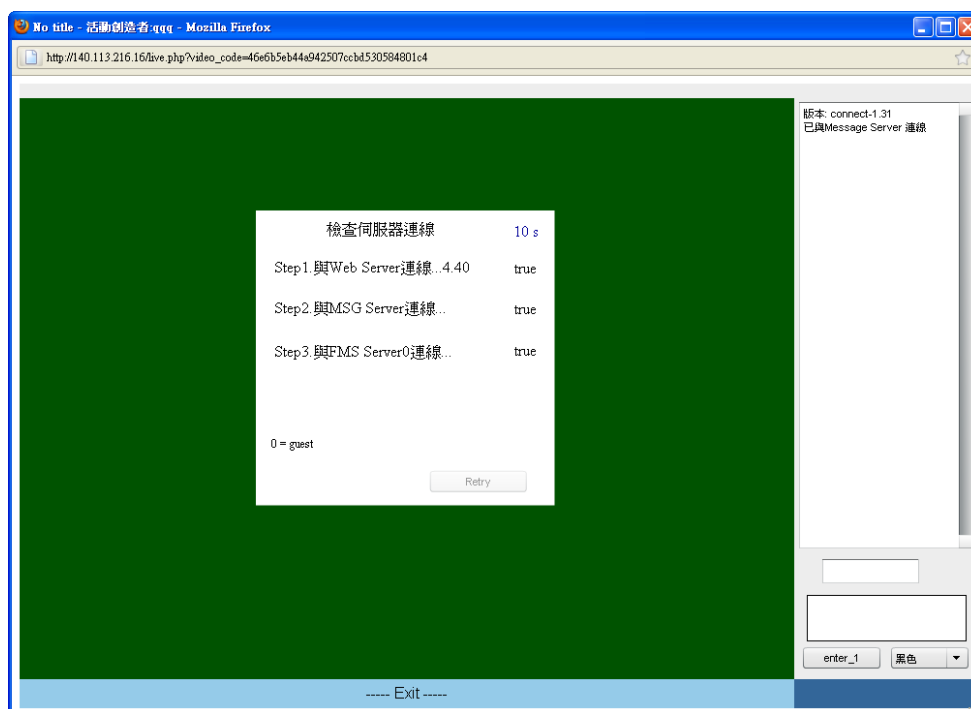 No title - 活動創造者:qqq - Mozilla Firefox
http://140.113.216.16/live.php?video_code=46e6b5eb44a942507ccbd530584801c4
版本: connect-1.31
已與Message Server 連線
檢查伺服器連線 10 s
Step1.與Web Server連線...4.40 true
Step2.與MSG Server連線... true
Step3.與FMS Server0連線... true
0 = guest
Retry
enter_1 黑色
----- Exit -----